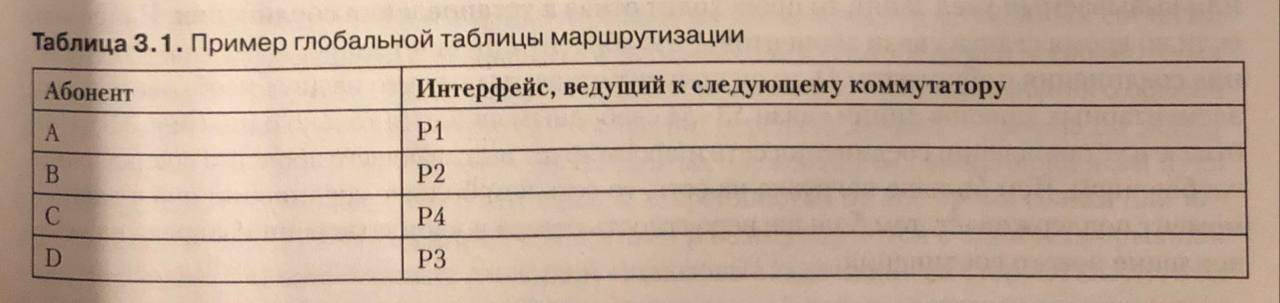 Таблица 3.1. Пример глобальной таблицы маршрутизации
Абонент Интерфейс, ведущий к следующему коммутатору
A P1
B P2
C P4
D P3